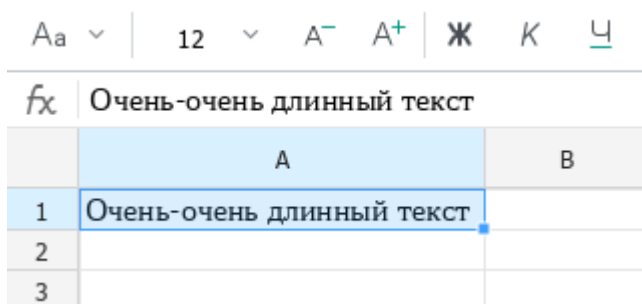 Aa 12 A⁻ A⁺ Ж К Ч
fx Очень-очень длинный текст
A B
1 Очень-очень длинный текст
2
3